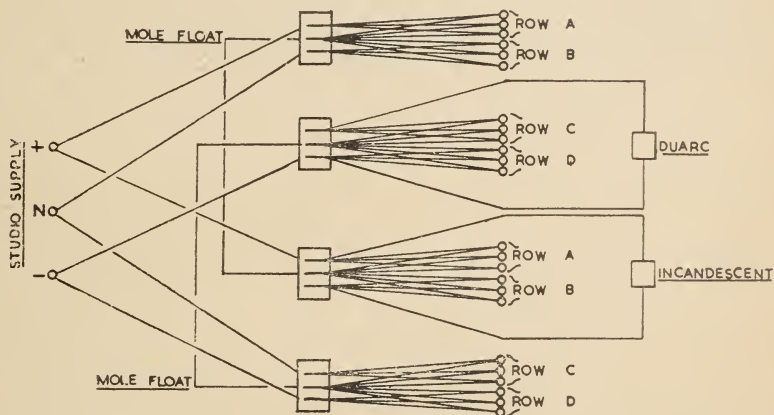 MOLE FLOAT
ROW A
ROW B
STUDIO SUPPLY
+
N
-
ROW C
ROW D
DUARC
ROW A
ROW B
INCANDESCENT
MOLE FLOAT
ROW C
ROW D